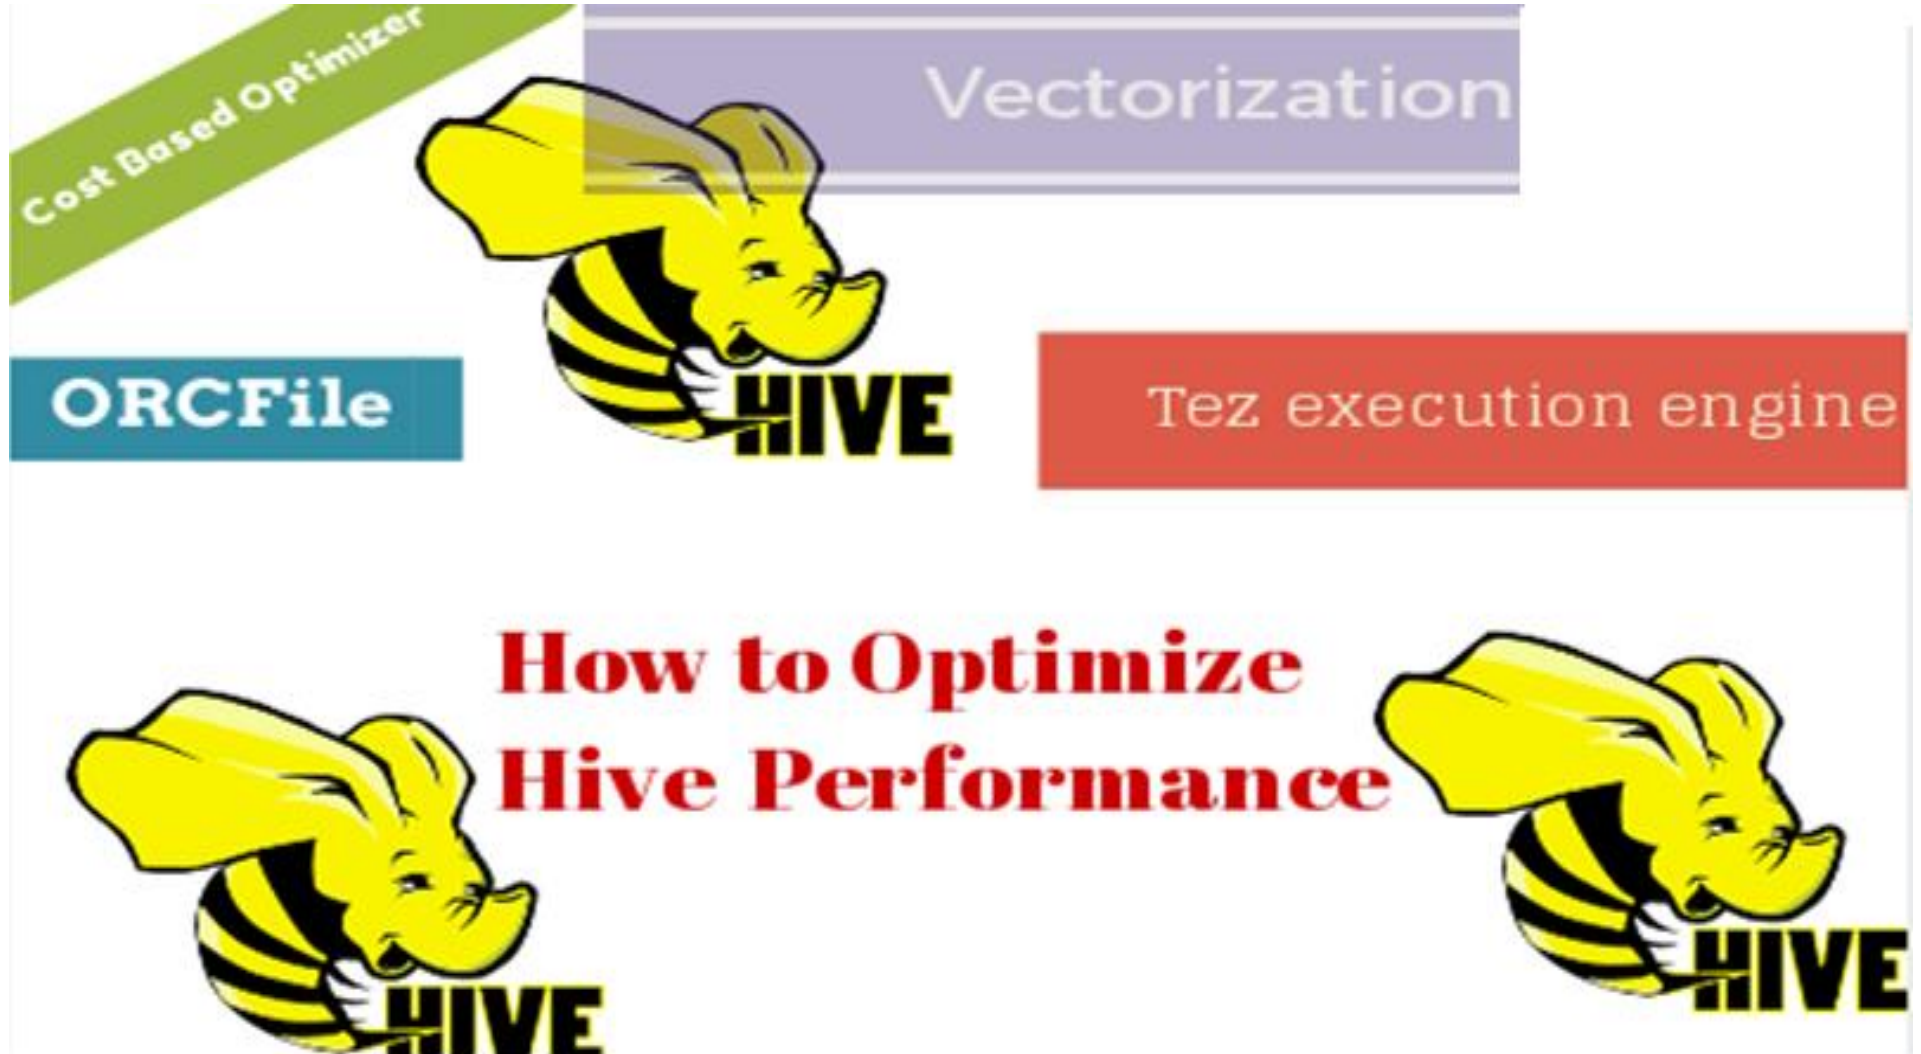 Cost Based Optimizer
Vectorization
HIVE
ORCFile
Tez execution engine
How to Optimize
Hive Performance
HIVE
HIVE